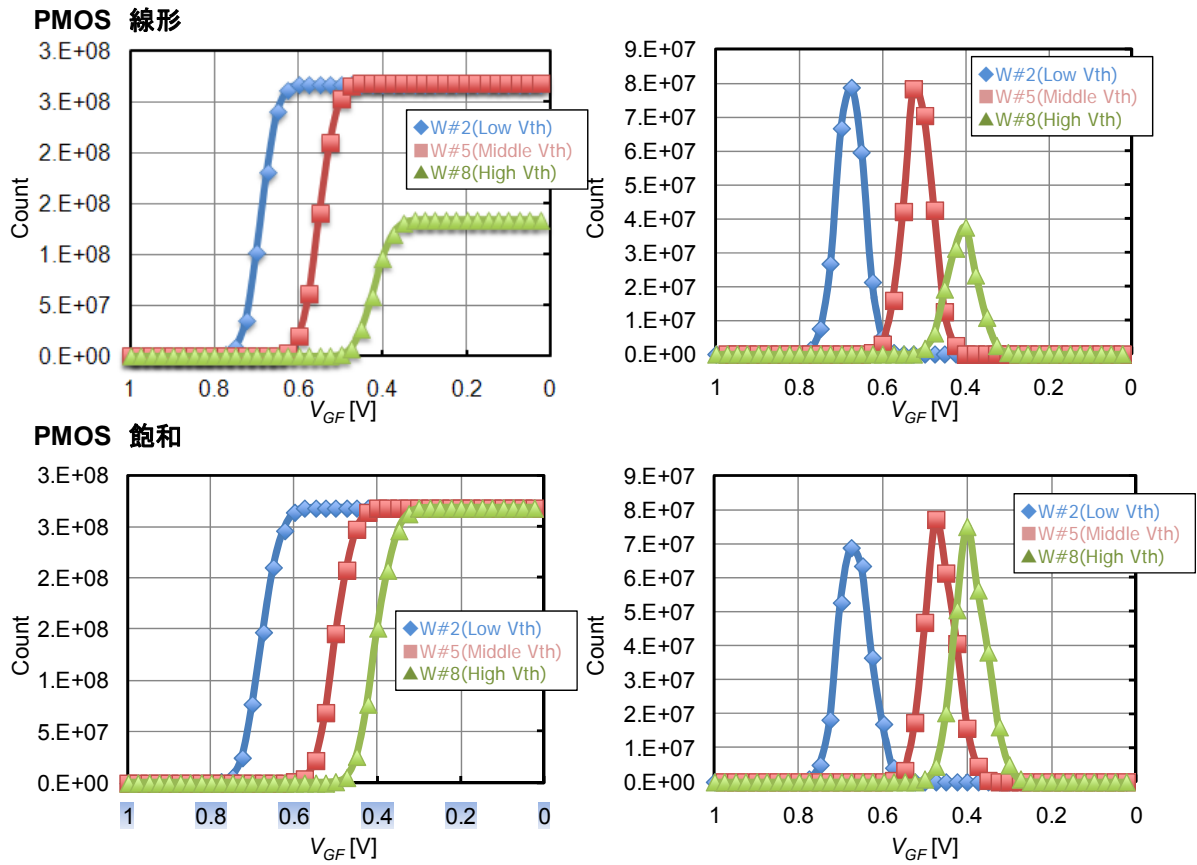 PMOS 線形
3.E+08
3.E+08
2.E+08
2.E+08
1.E+08
5.E+07
0.E+00
Count
W#2(Low Vth)
W#5(Middle Vth)
W#8(High Vth)
1 0.8 0.6 0.4 0.2 0
VGF [V]
9.E+07
8.E+07
7.E+07
6.E+07
5.E+07
4.E+07
3.E+07
2.E+07
1.E+07
0.E+00
Count
W#2(Low Vth)
W#5(Middle Vth)
W#8(High Vth)
1 0.8 0.6 0.4 0.2 0
VGF [V]
PMOS 飽和
3.E+08
3.E+08
2.E+08
2.E+08
1.E+08
5.E+07
0.E+00
Count
W#2(Low Vth)
W#5(Middle Vth)
W#8(High Vth)
1 0.8 0.6 0.4 0.2 0
VGF [V]
9.E+07
8.E+07
7.E+07
6.E+07
5.E+07
4.E+07
3.E+07
2.E+07
1.E+07
0.E+00
Count
W#2(Low Vth)
W#5(Middle Vth)
W#8(High Vth)
1 0.8 0.6 0.4 0.2 0
VGF [V]